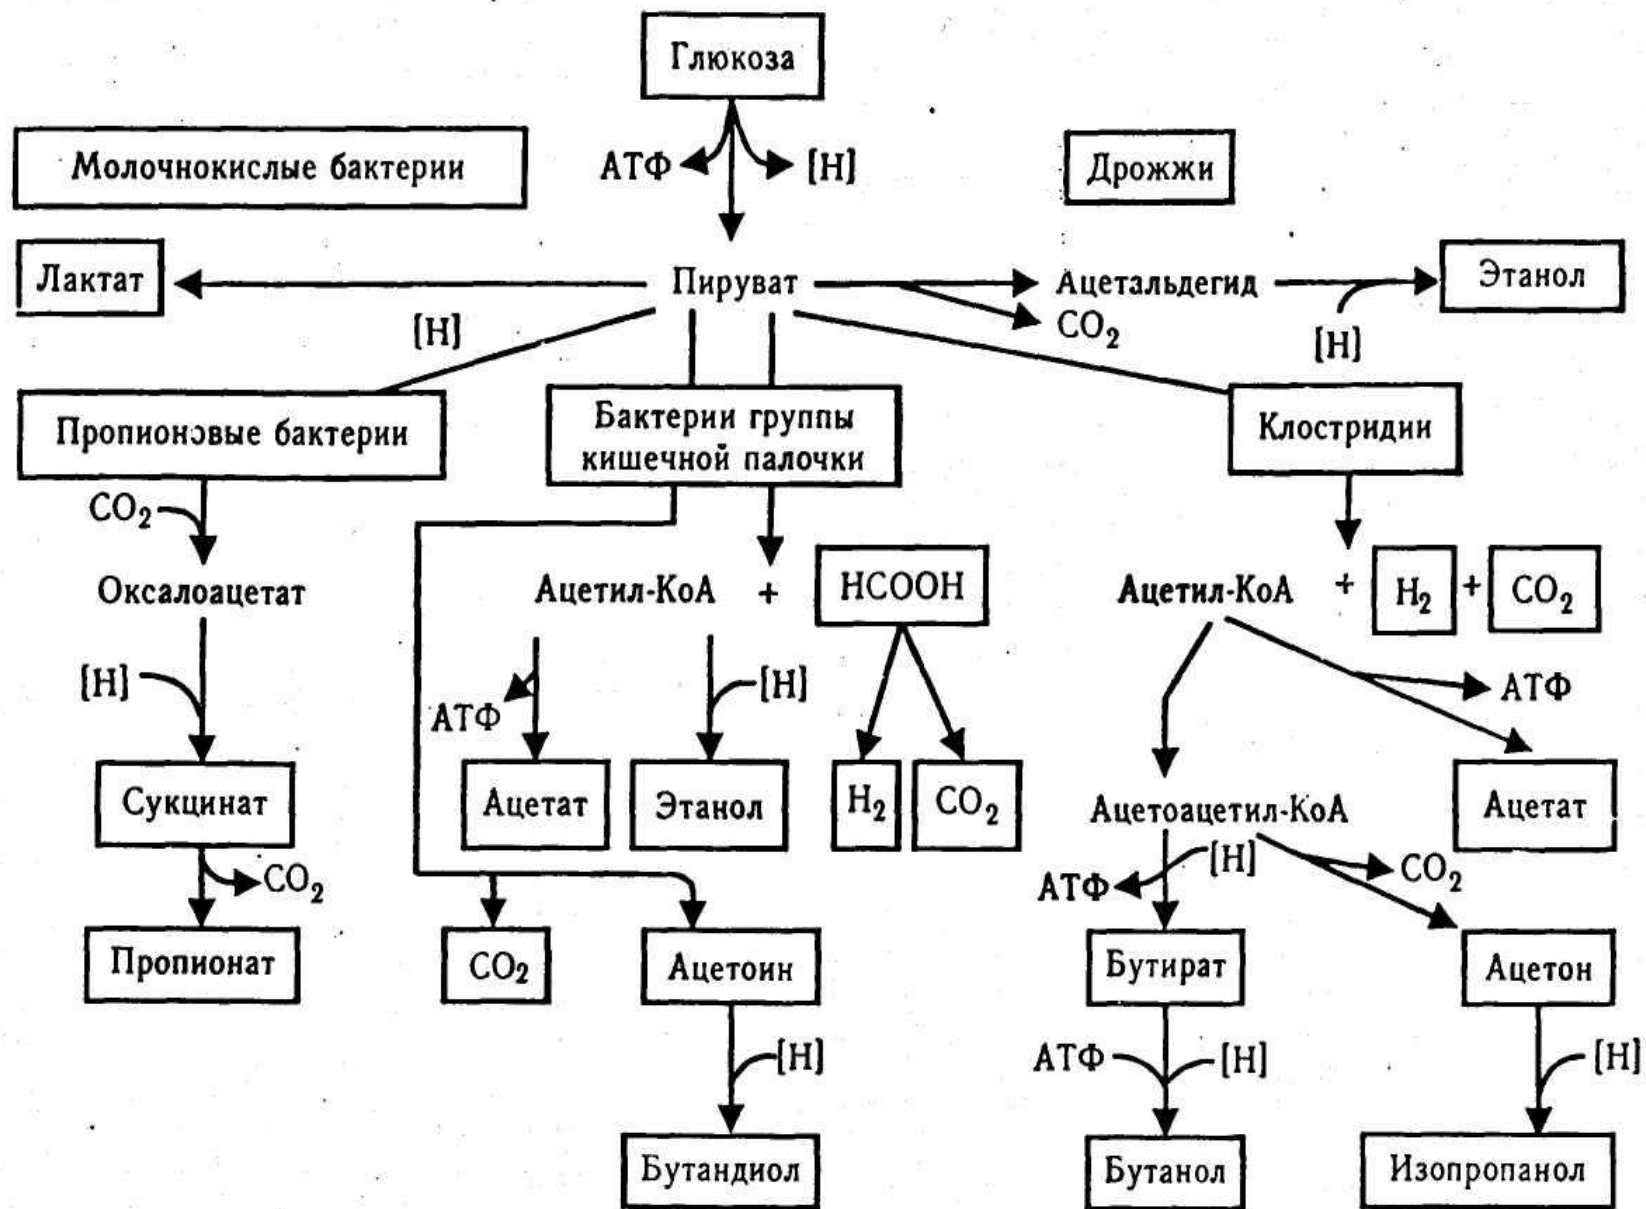 Глюкоза
Молочнокислые бактерии
АТФ
[H]
Дрожжи
Лактат
Пируват
Ацетальдегид
Этанол
[H]
CO2
[H]
Пропионовые бактерии
Бактерии группы
кишечной палочки
Клостридии
CO2
Оксалоацетат
Ацетил-КоА
+
HCOOH
Ацетил-КоА
+
H2
+
CO2
[H]
АТФ
[H]
АТФ
Сукцинат
Ацетат
Этанол
H2
CO2
Ацетоацетил-КоА
Ацетат
CO2
АТФ
[H]
CO2
Пропионат
CO2
Ацетоин
Бутират
Ацетон
[H]
АТФ
[H]
[H]
Бутандиол
Бутанол
Изопропанол